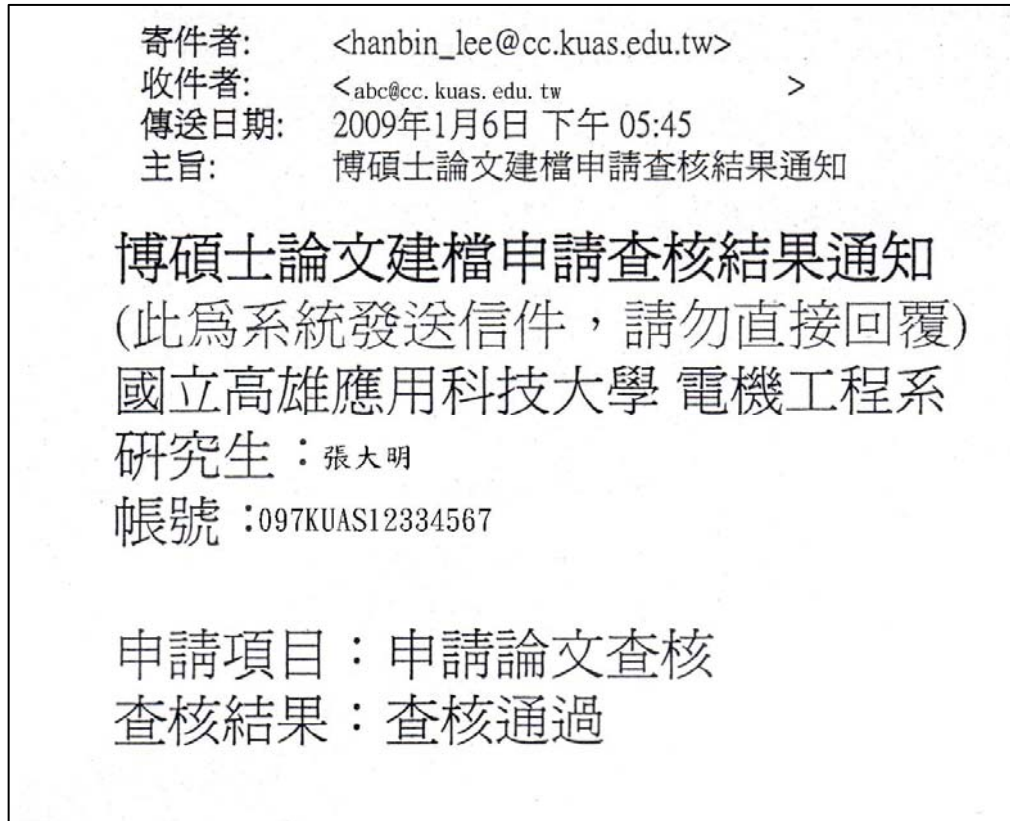 寄件者: <hanbin_lee@cc.kuas.edu.tw>
收件者: <abc@cc.kuas.edu.tw >
傳送日期: 2009年1月6日 下午 05:45
主旨: 博碩士論文建檔申請查核結果通知
博碩士論文建檔申請查核結果通知
(此爲系統發送信件，請勿直接回覆)
國立高雄應用科技大學 電機工程系
研究生：張大明
帳號：097KUAS12334567
申請項目：申請論文查核
查核結果：查核通過